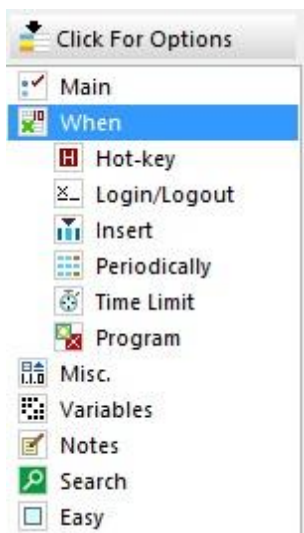 Click For Options
Main
When
Hot-key
Login/Logout
Insert
Periodically
Time Limit
Program
Misc.
Variables
Notes
Search
Easy